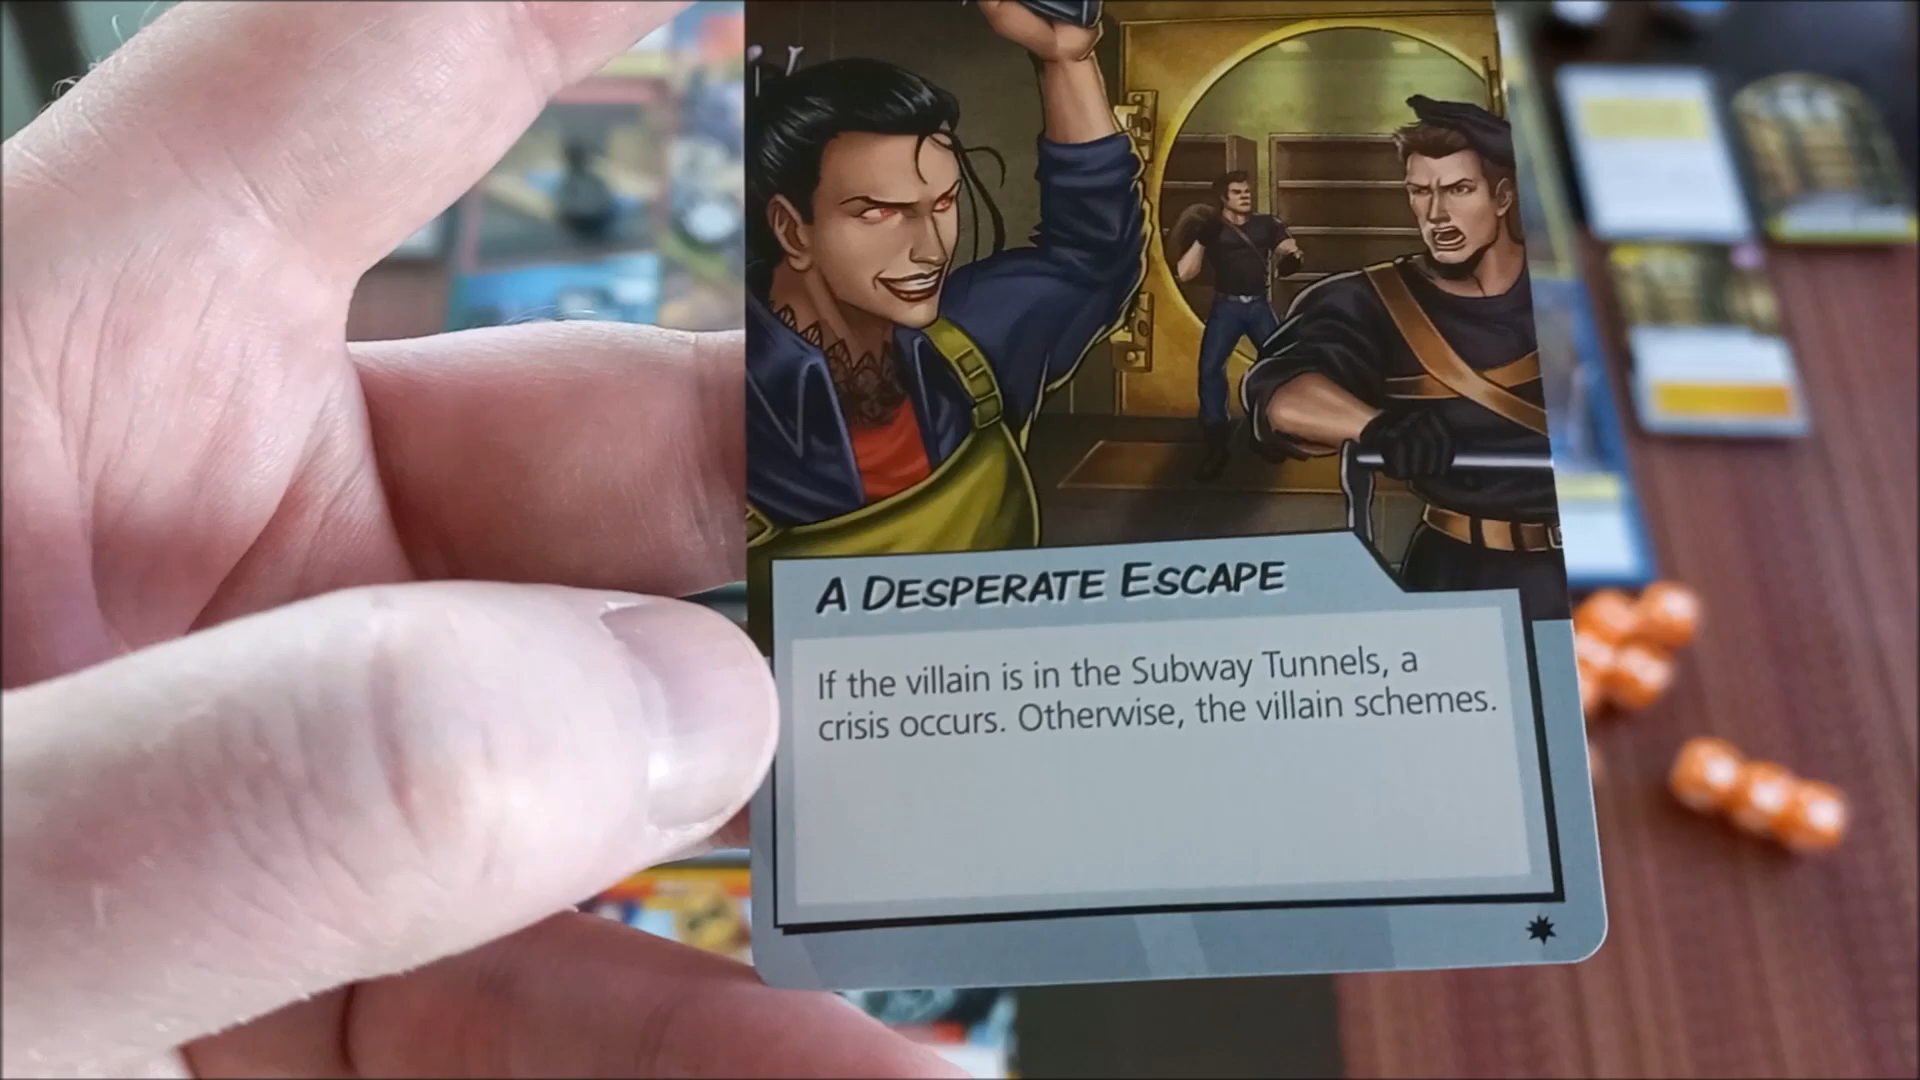 A DESPERATE ESCAPE
If the villain is in the Subway Tunnels, a
crisis occurs. Otherwise, the villain schemes.